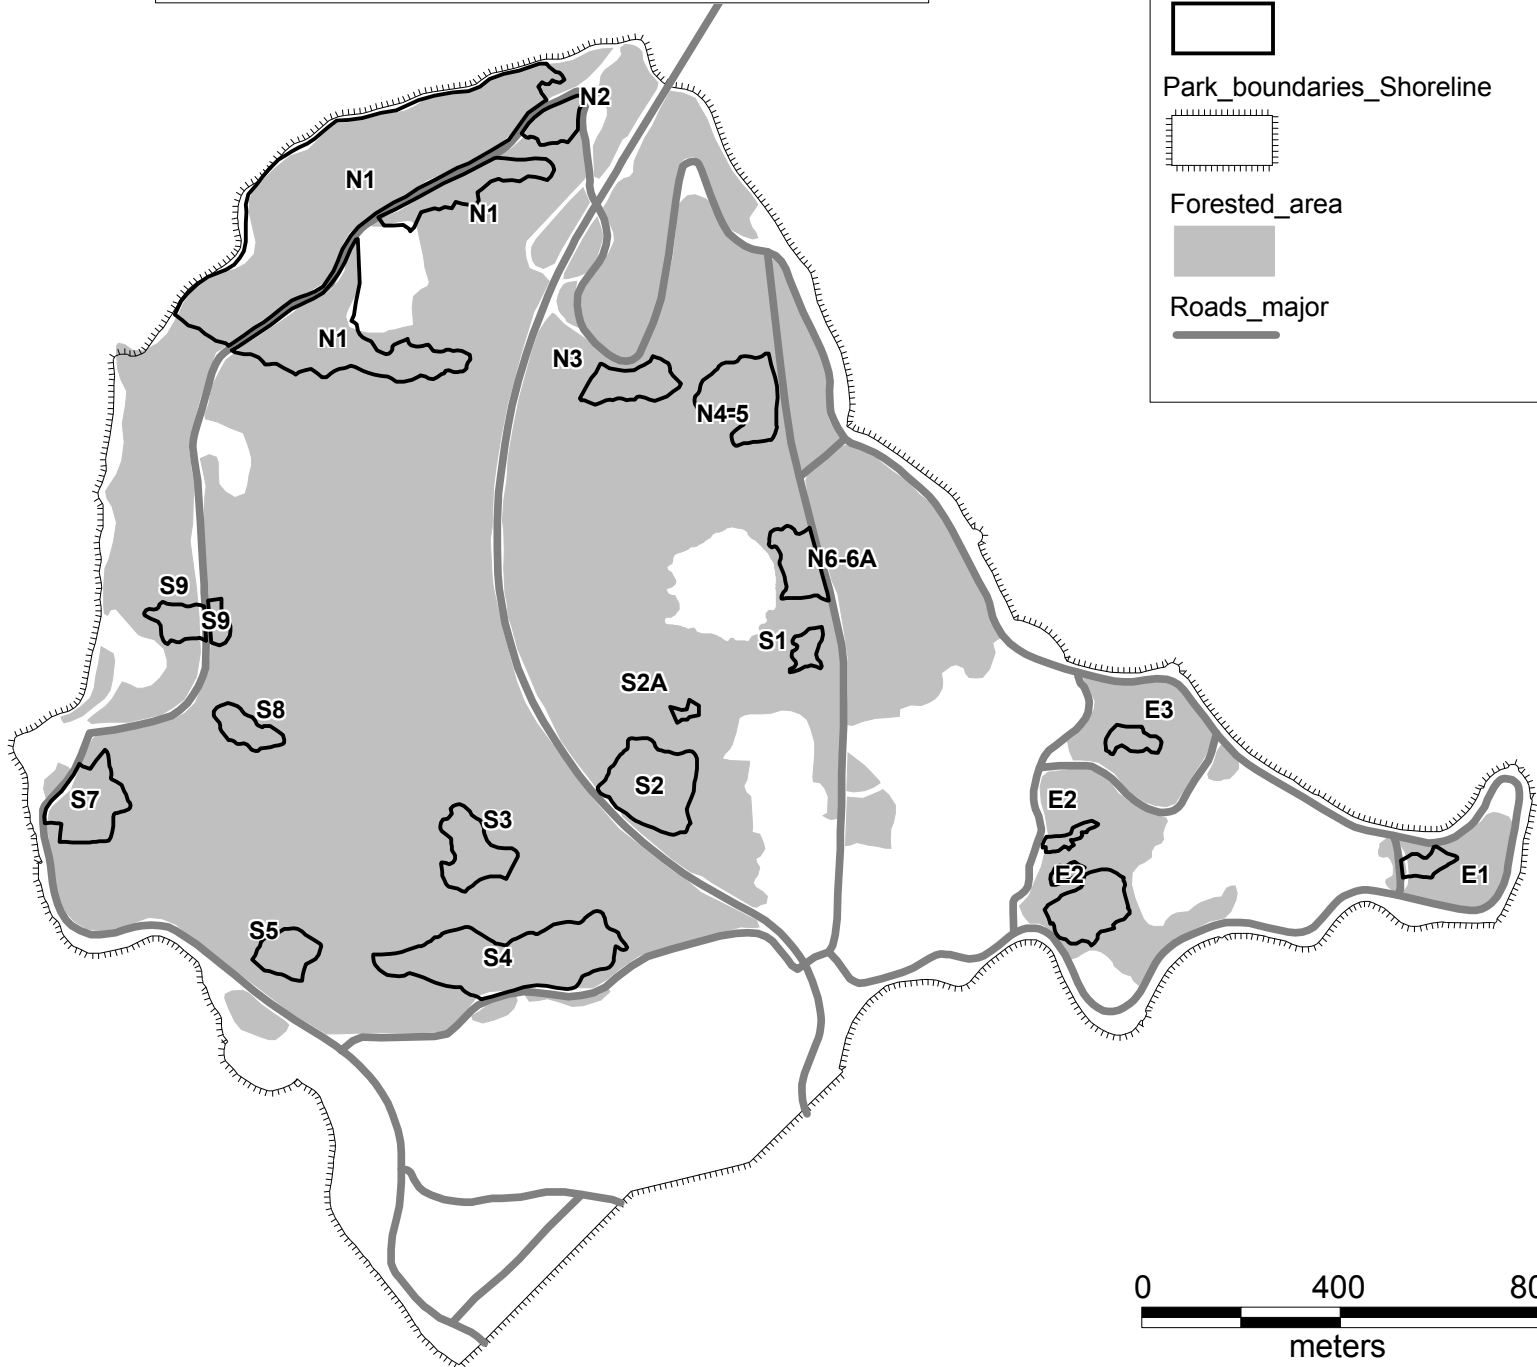 Park_boundaries_Shoreline
Forested_area
Roads_major
N2
N1
N1
N1
N3
N4-5
N6-6A
S9
S9
S1
S2A
S8
E3
S7
S2
E2
S3
E2
E1
S5
S4
0 400
meters